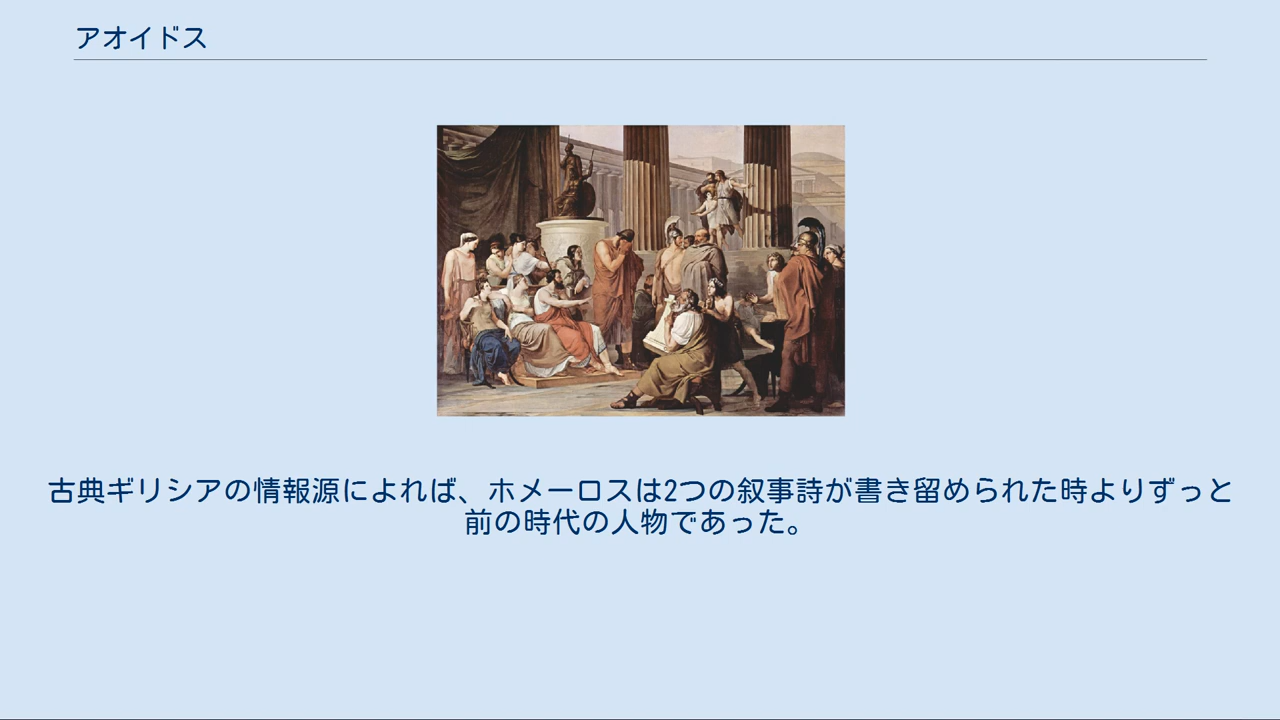 アオイドス
古典ギリシアの情報源によれば、ホメーロスは2つの叙事詩が書き留められた時よりずっと
前の時代の人物であった。